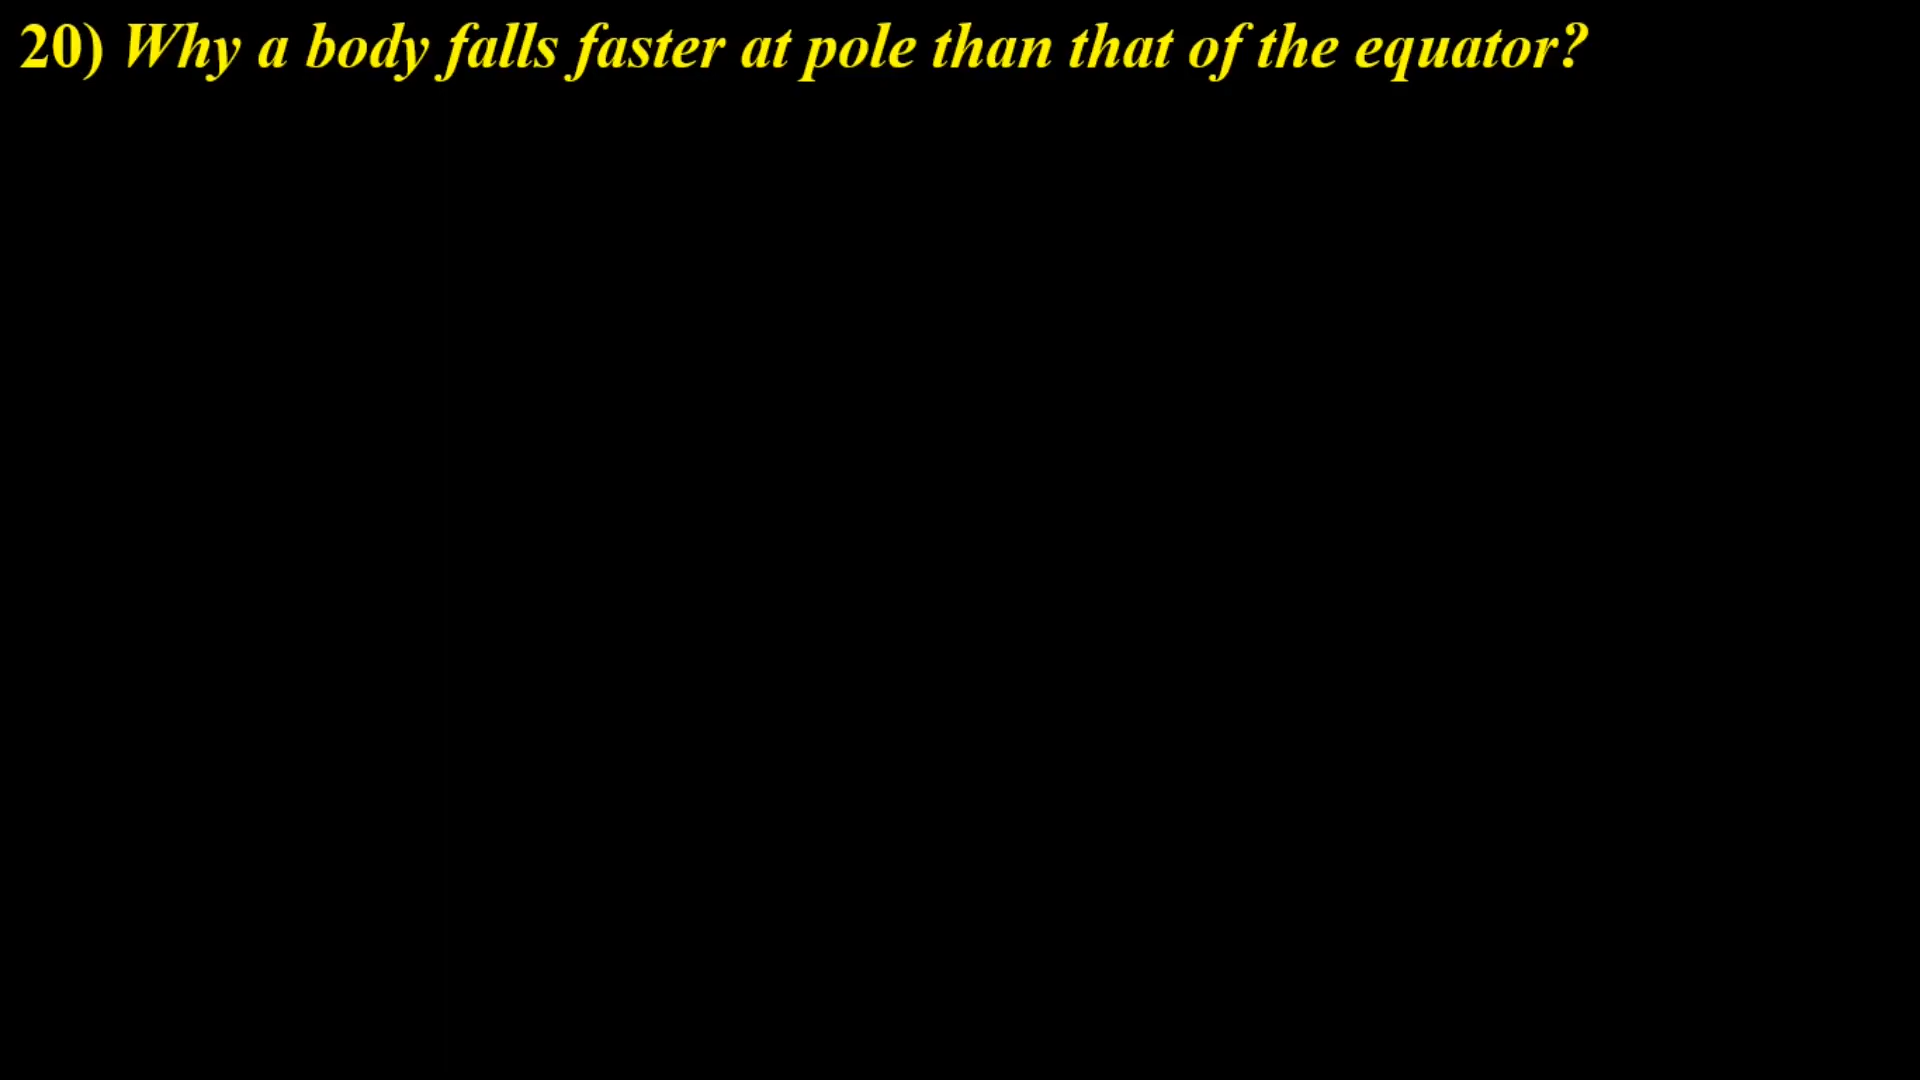 20) Why a body falls faster at pole than that of the equator?